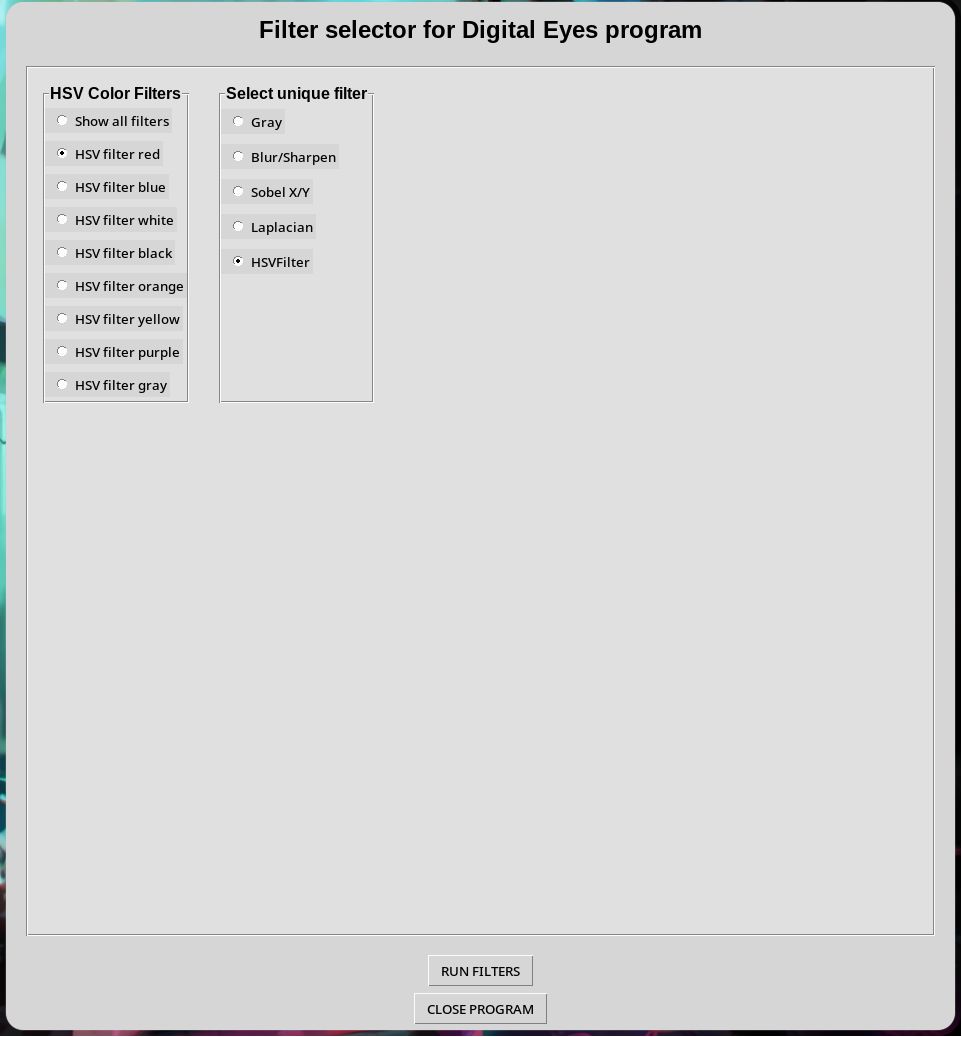 Filter selector for Digital Eyes program
HSV Color Filters
Show all filters
HSV filter red
HSV filter blue
HSV filter white
HSV filter black
HSV filter orange
HSV filter yellow
HSV filter purple
HSV filter gray
Select unique filter
Gray
Blur/Sharpen
Sobel X/Y
Laplacian
HSVFilter
RUN FILTERS
CLOSE PROGRAM